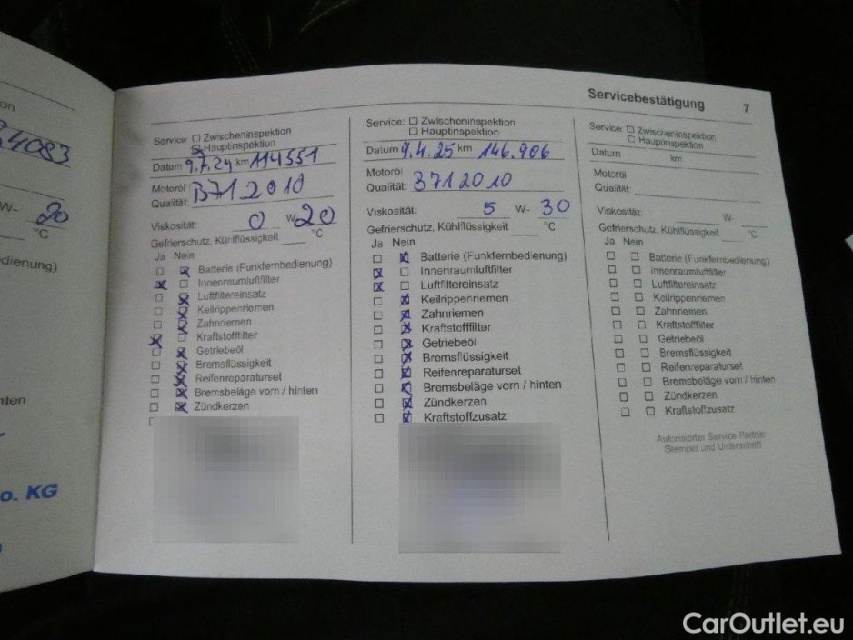 Servicebestätigung 7
34083
W- 20
°C
dienung)
nten
o. KG
Service: Zwischeninspektion
Hauptinspektion
Datum 9.7.24 km 114551
Motoröl
Qualität: B712010
Viskosität: 0 W- 20
Gefrierschutz, Kühlflüssigkeit °C
Ja Nein
Batterie (Funkfernbedienung)
Innenraumluftfilter
Luftfiltereinsatz
Keilrippenriemen
Zahnriemen
Kraftstofffilter
Getriebeöl
Bremsflüssigkeit
Reifenreparaturset
Bremsbeläge vorn / hinten
Zündkerzen
Service: Zwischeninspektion
Hauptinspektion
Datum 9.4.25 km 146.906
Motoröl
Qualität: B712010
Viskosität: 5 W- 30
Gefrierschutz, Kühlflüssigkeit °C
Ja Nein
Batterie (Funkfernbedienung)
Innenraumluftfilter
Luftfiltereinsatz
Keilrippenriemen
Zahnriemen
Kraftstofffilter
Getriebeöl
Bremsflüssigkeit
Reifenreparaturset
Bremsbeläge vorn / hinten
Zündkerzen
Kraftstoffzusatz
Service: Zwischeninspektion
Hauptinspektion
Datum km
Motoröl
Qualität:
Viskosität: W-
Gefrierschutz, Kühlflüssigkeit °C
Ja Nein
Batterie (Funkfernbedienung)
Innenraumluftfilter
Luftfiltereinsatz
Keilrippenriemen
Zahnriemen
Kraftstofffilter
Getriebeöl
Bremsflüssigkeit
Reifenreparaturset
Bremsbeläge vorn / hinten
Zündkerzen
Kraftstoffzusatz
Autorisierter Service Partner
Stempel und Unterschrift
CarOutlet.eu